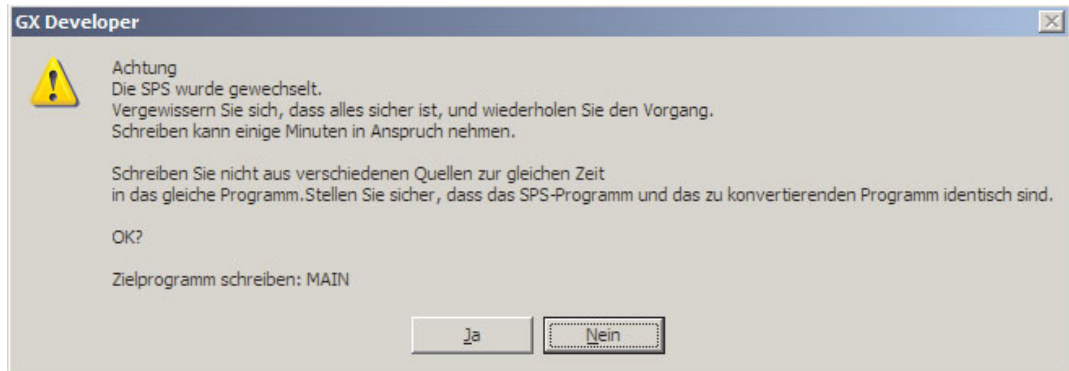 GX Developer
Achtung
Die SPS wurde gewechselt.
Vergewissern Sie sich, dass alles sicher ist, und wiederholen Sie den Vorgang.
Schreiben kann einige Minuten in Anspruch nehmen.
Schreiben Sie nicht aus verschiedenen Quellen zur gleichen Zeit
in das gleiche Programm.Stellen Sie sicher, dass das SPS-Programm und das zu konvertierenden Programm identisch sind.
OK?
Zielprogramm schreiben: MAIN
Ja
Nein